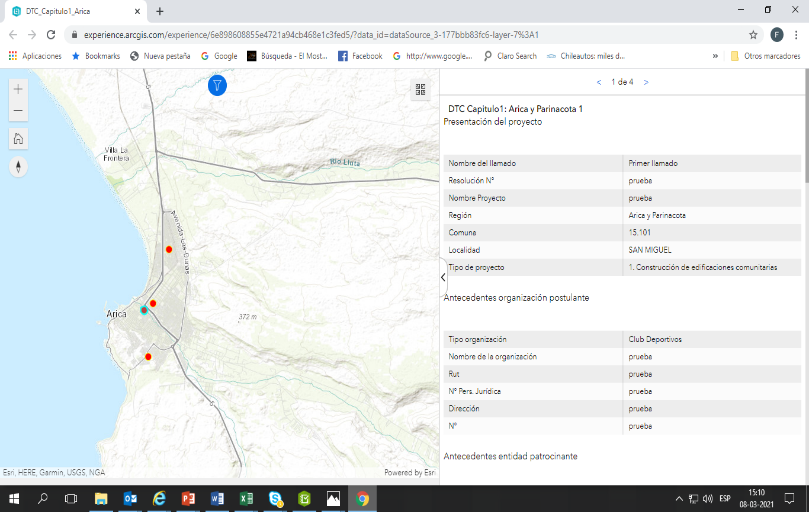 DTC_Capitulo1_Arica
experience.arcgis.com/experience/6e898608855e4721a94cb468e1c3fed5/?data_id=dataSource_3-177bbb83fc6-layer-7%3A1
F
Aplicaciones Bookmarks Nueva pestaña Google Búsqueda - El Most... Facebook http://www.google,... Claro Search Chileautos: miles d... » Otros marcadores
Villa La Frontera
Avenida Las Dunas
Arica
372 m
5
5
Esri, HERE, Garmin, USGS, NGA
Powered by Esri
< 1 de 4 >
DTC Capitulo1: Arica y Parinacota 1
Presentación del proyecto
Nombre del llamado Primer llamado
Resolución N° prueba
Nombre Proyecto prueba
Región Arica y Parinacota
Comuna 15.101
Localidad SAN MIGUEL
Tipo de proyecto 1. Construcción de edificaciones comunitarias
Antecedentes organización postulante
Tipo organización Club Deportivos
Nombre de la organización prueba
Rut prueba
N° Pers. Jurídica prueba
Dirección prueba
N° prueba
Antecedentes entidad patrocinante
ESP
15:10
08-03-2021